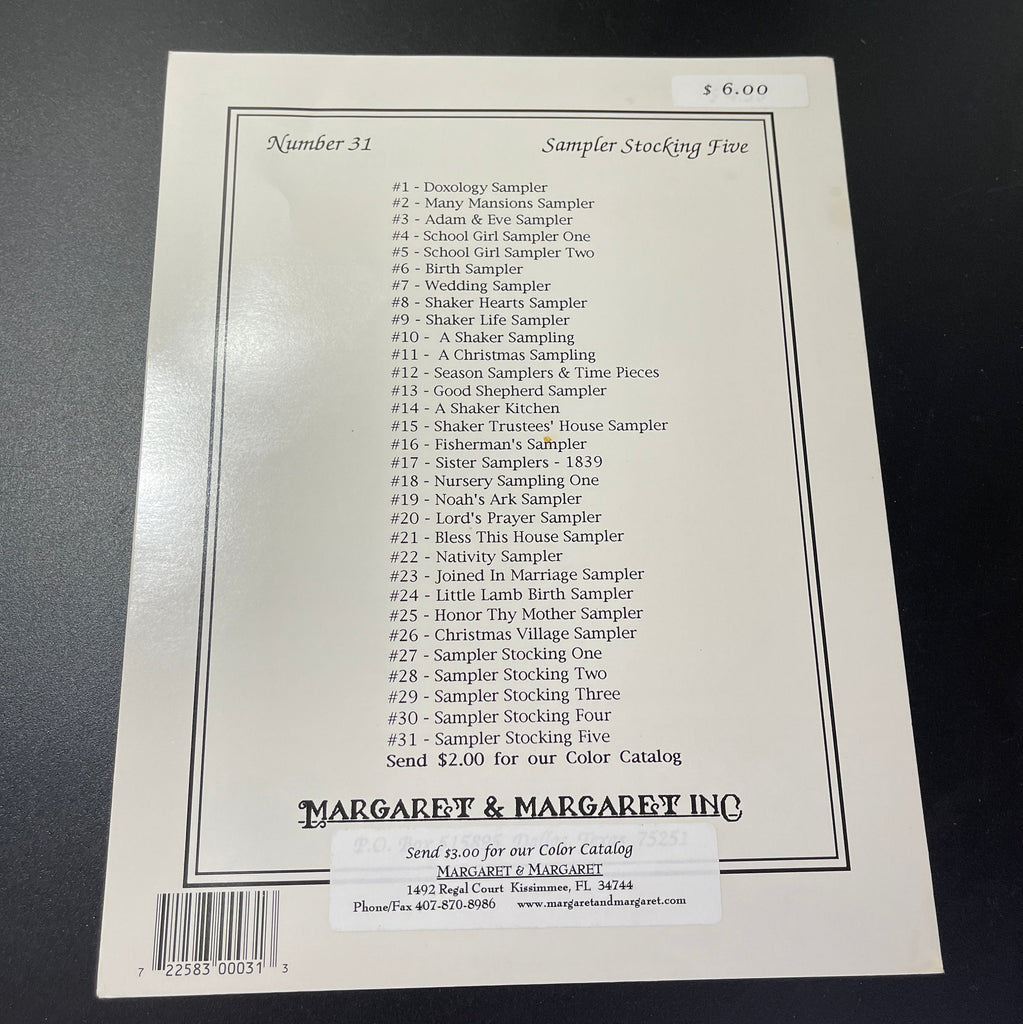 $ 6.00
Number 31
Sampler Stocking Five
#1 - Doxology Sampler
#2 - Many Mansions Sampler
#3 - Adam & Eve Sampler
#4 - School Girl Sampler One
#5 - School Girl Sampler Two
#6 - Birth Sampler
#7 - Wedding Sampler
#8 - Shaker Hearts Sampler
#9 - Shaker Life Sampler
#10 - A Shaker Sampling
#11 - A Christmas Sampling
#12 - Season Samplers & Time Pieces
#13 - Good Shepherd Sampler
#14 - A Shaker Kitchen
#15 - Shaker Trustees' House Sampler
#16 - Fisherman's Sampler
#17 - Sister Samplers - 1839
#18 - Nursery Sampling One
#19 - Noah's Ark Sampler
#20 - Lord's Prayer Sampler
#21 - Bless This House Sampler
#22 - Nativity Sampler
#23 - Joined In Marriage Sampler
#24 - Little Lamb Birth Sampler
#25 - Honor Thy Mother Sampler
#26 - Christmas Village Sampler
#27 - Sampler Stocking One
#28 - Sampler Stocking Two
#29 - Sampler Stocking Three
#30 - Sampler Stocking Four
#31 - Sampler Stocking Five
Send $2.00 for our Color Catalog
MARGARET & MARGARET INC
P.O. Box 515895, Dallas, Texas 75251
Send $3.00 for our Color Catalog
MARGARET & MARGARET
1492 Regal Court Kissimmee, FL 34744
Phone/Fax 407-870-8986 www.margaretandmargaret.com
7 22583 00031 3